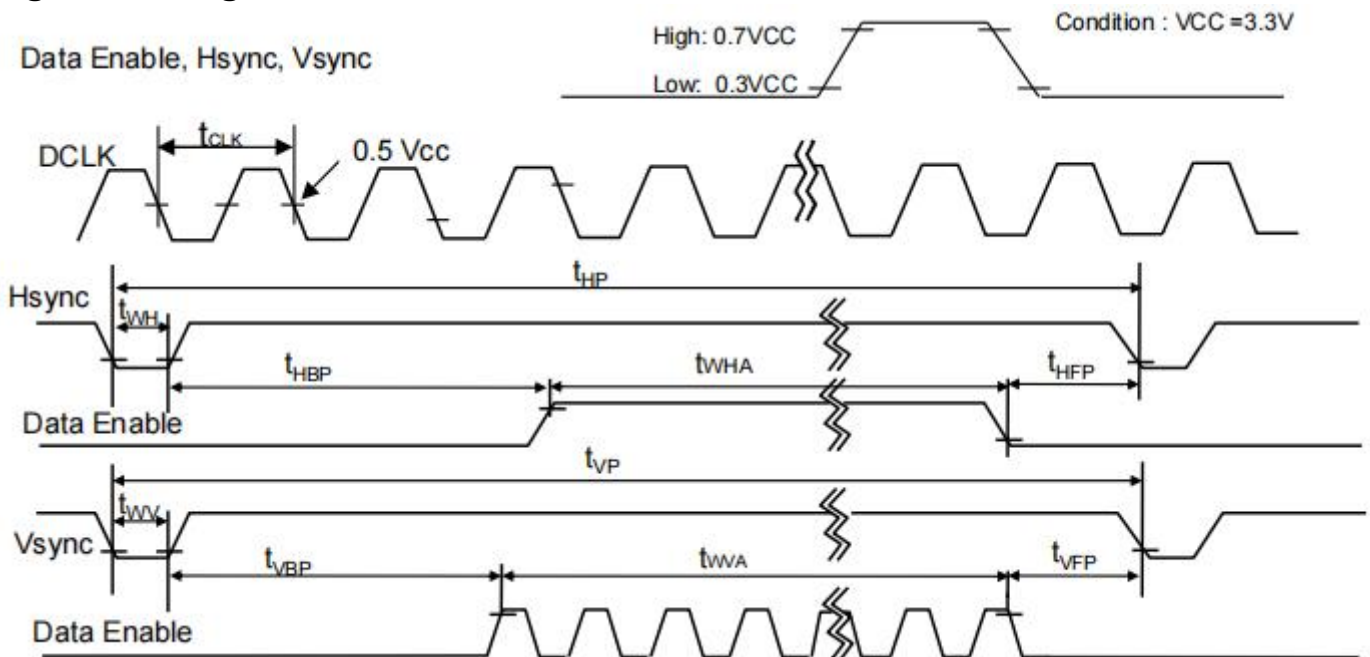 Condition : VCC =3.3V
High: 0.7VCC
Data Enable, Hsync, Vsync
Low: 0.3VCC
tCLK
0.5 Vcc
DCLK
tHP
Hsync
tWH
tHBP
tWHA
tHFP
Data Enable
tVP
tWV
Vsync
tVBP
tWVA
tVFP
Data Enable